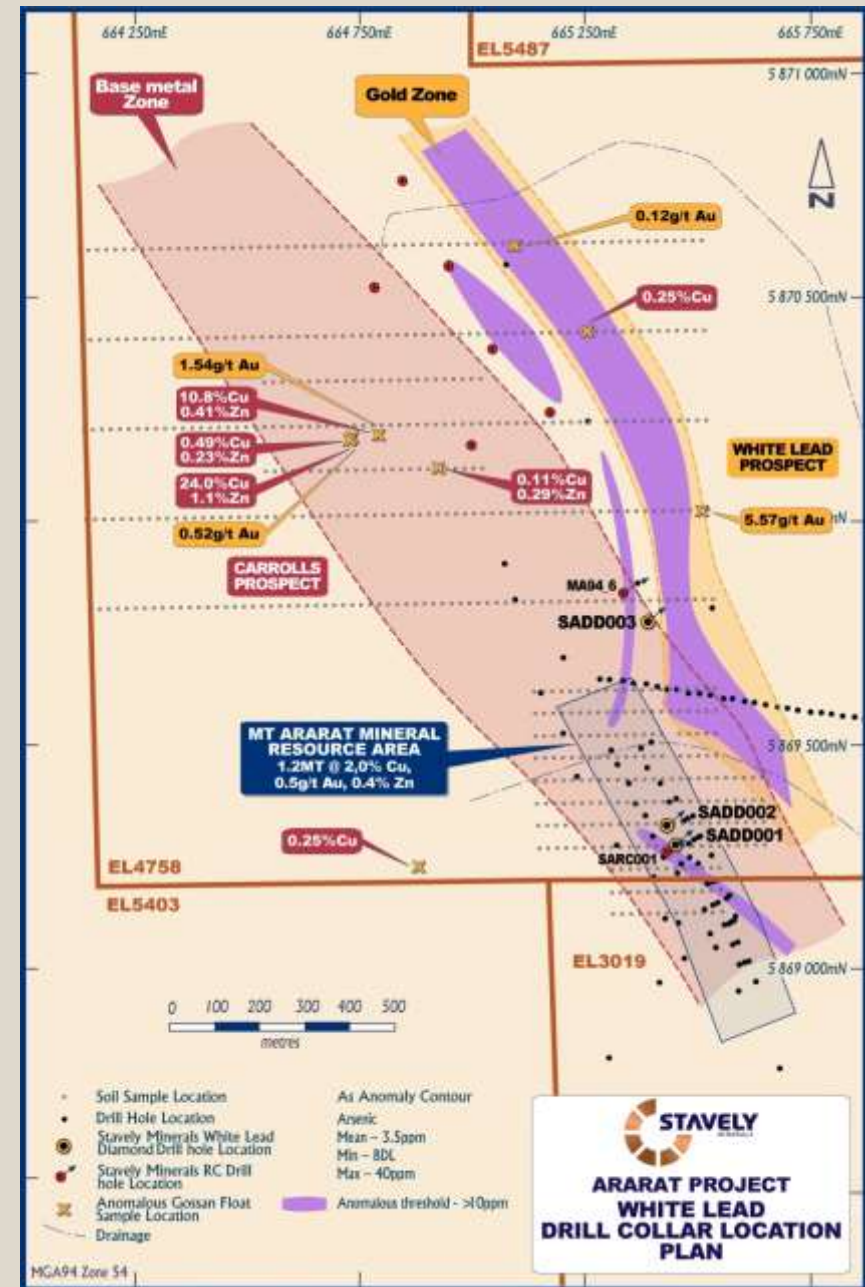 664 250mE
664 750mE
665 250mE
665 750mE
EL5487
5 871 000mN
Base metal
Zone
Gold Zone
N
0.12g/t Au
0.25%Cu
5 870 500mN
1.54g/t Au
10.8%Cu
0.41%Zn
0.49%Cu
0.23%Zn
24.0%Cu
1.1%Zn
0.52g/t Au
0.11%Cu
0.29%Zn
WHITE LEAD
PROSPECT
5.57g/t Au
CARROLLS
PROSPECT
MA94_6
SADD003
MT ARARAT MINERAL
RESOURCE AREA
1.2MT @ 2,0% Cu,
0.5g/t Au, 0.4% Zn
5 869 500mN
SADD002
SADD001
SARC001
0.25%Cu
EL4758
EL5403
EL3019
5 869 000mN
0 100 200 300 400 500
metres
Soil Sample Location
Drill Hole Location
Stavely Minerals White Lead
Diamond Drill hole Location
Stavely Minerals RC Drill
hole Location
Anomalous Gossan Float
Sample Location
Drainage
As Anomaly Contour
Arsenic
Mean – 3.5ppm
Min – BDL
Max – 40ppm
Anomalous threshold - >10ppm
STAVELY
MINERALS
ARARAT PROJECT
WHITE LEAD
DRILL COLLAR LOCATION
PLAN
MGA94 Zone 54